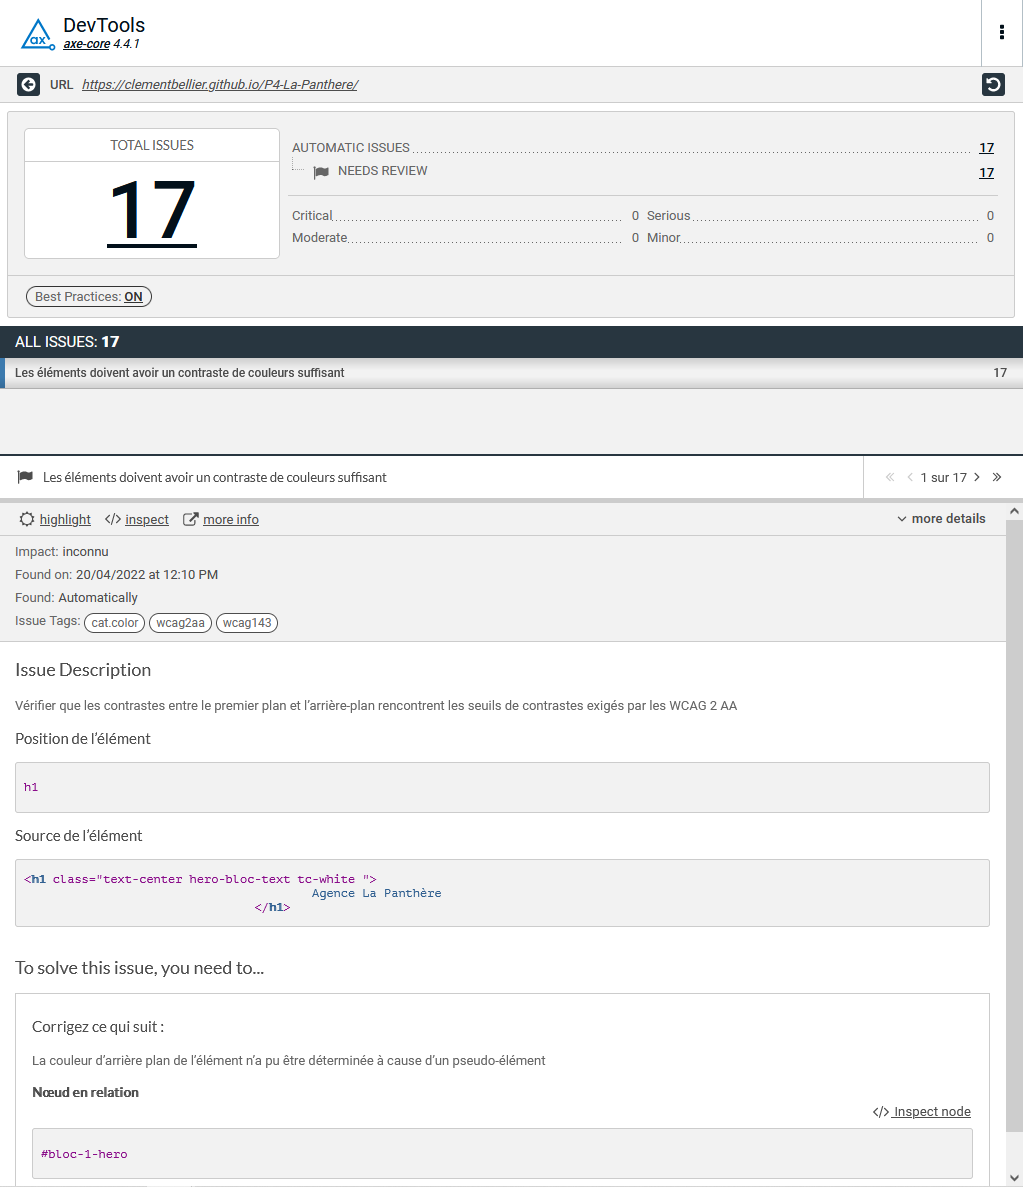 DevTools
axe-core 4.4.1
URL https://clementbellier.github.io/P4-La-Panthere/
TOTAL ISSUES
17
AUTOMATIC ISSUES 17
NEEDS REVIEW 17
Critical 0 Serious 0
Moderate 0 Minor 0
Best Practices: ON
ALL ISSUES: 17
Les éléments doivent avoir un contraste de couleurs suffisant 17
Les éléments doivent avoir un contraste de couleurs suffisant « ‹ 1 sur 17 › »
highlight </> inspect more info more details
Impact: inconnu
Found on: 20/04/2022 at 12:10 PM
Found: Automatically
Issue Tags: cat.color wcag2aa wcag143
Issue Description
Vérifier que les contrastes entre le premier plan et l’arrière-plan rencontrent les seuils de contrastes exigés par les WCAG 2 AA
Position de l’élément
h1
Source de l’élément
<h1 class="text-center hero-bloc-text tc-white ">
Agence La Panthère
</h1>
To solve this issue, you need to...
Corrigez ce qui suit :
La couleur d’arrière plan de l’élément n’a pu être déterminée à cause d’un pseudo-élément
Nœud en relation
</> Inspect node
#bloc-1-hero